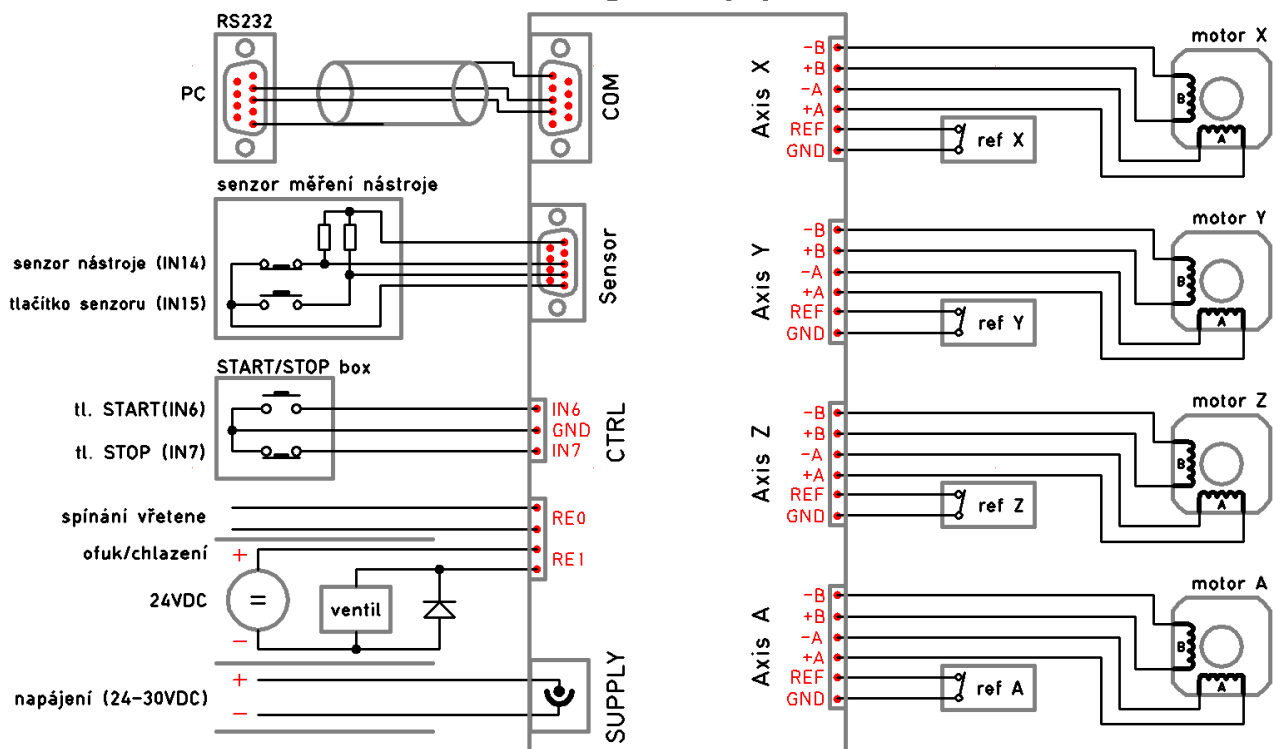 RS232
PC
COM
senzor měření nástroje
senzor nástroje (IN14)
tlačítko senzoru (IN15)
Sensor
START/STOP box
tl. START(IN6)
tl. STOP (IN7)
IN6
GND
IN7
CTRL
spínání vřetene
RE0
ofuk/chlazení
RE1
+
24VDC
=
ventil
−
napájení (24-30VDC)
+
−
SUPPLY
Axis X
-B
+B
-A
+A
REF
GND
ref X
motor X
B
A
Axis Y
-B
+B
-A
+A
REF
GND
ref Y
motor Y
B
A
Axis Z
-B
+B
-A
+A
REF
GND
ref Z
motor Z
B
A
Axis A
-B
+B
-A
+A
REF
GND
ref A
motor A
B
A